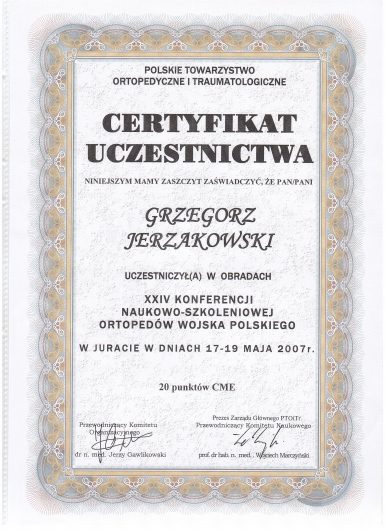 POLSKIE TOWARZYSTWO
ORTOPEDYCZNE I TRAUMATOLOGICZNE
CERTYFIKAT
UCZESTNICTWA
NINIEJSZYM MAMY ZASZCZYT ZAŚWIADCZYĆ, ŻE PAN/PANI
GRZEGORZ
JERZAKOWSKI
UCZESTNICZYŁ(A) W OBRADACH
XXIV KONFERENCJI
NAUKOWO-SZKOLENIOWEJ
ORTOPEDÓW WOJSKA POLSKIEGO
W JURACIE W DNIACH 17-19 MAJA 2007r.
20 punktów CME
Przewodniczący Komitetu
Organizacyjnego
dr n. med. Jerzy Gawlikowski
Prezes Zarządu Głównego PTOiTr
Przewodniczący Komitetu Naukowego
prof. dr hab. n. med. Wojciech Marczyński